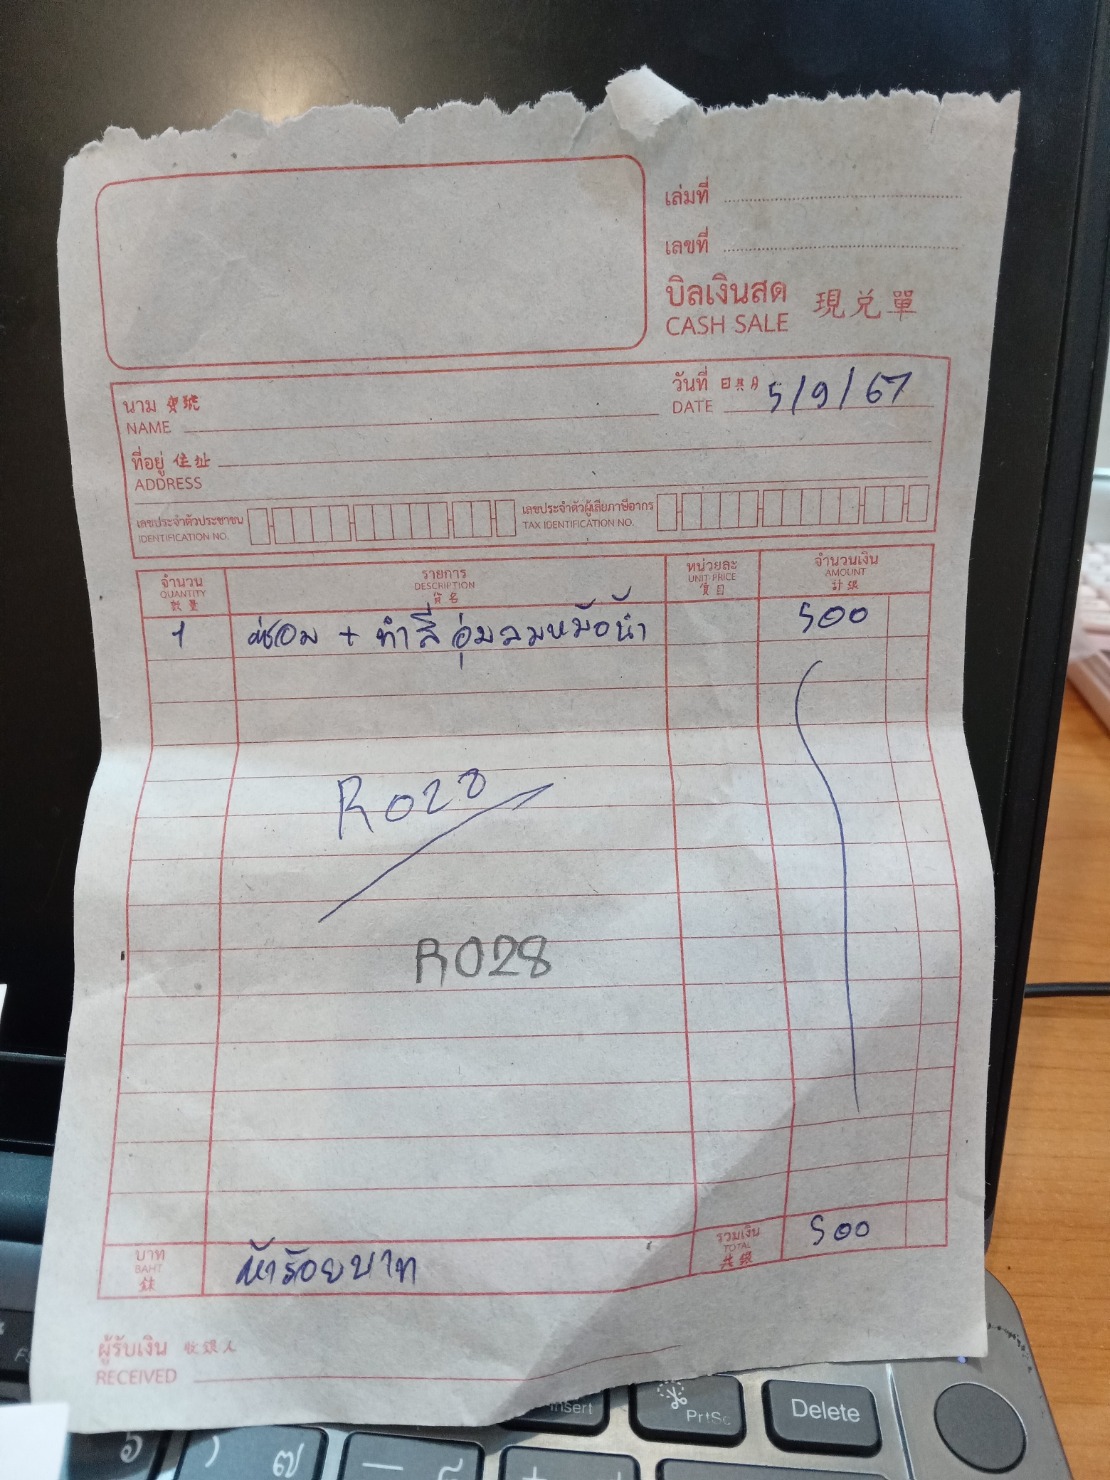 เล่มที่
เลขที่
บิลเงินสด 現兌單
CASH SALE
นาม 寶號
NAME
วันที่ 日共月 5/9/67
DATE
ที่อยู่ 住址
ADDRESS
เลขประจำตัวประชาชน
IDENTIFICATION NO.
เลขประจำตัวผู้เสียภาษีอากร
TAX IDENTIFICATION NO.
จำนวน รายการ หน่วยละ จำนวนเงิน
QUANTITY DESCRIPTION UNIT PRICE AMOUNT
數量 貨名 計銀
1 ซ่อม + ทำสี อุ่มลมหม้อน้ำ 500
R028
R028
บาท ห้าร้อยบาท รวมเงิน 500
BAHT TOTAL
銖 共銀
ผู้รับเงิน 收銀人
RECEIVED
Insert
PrtSc
Delete